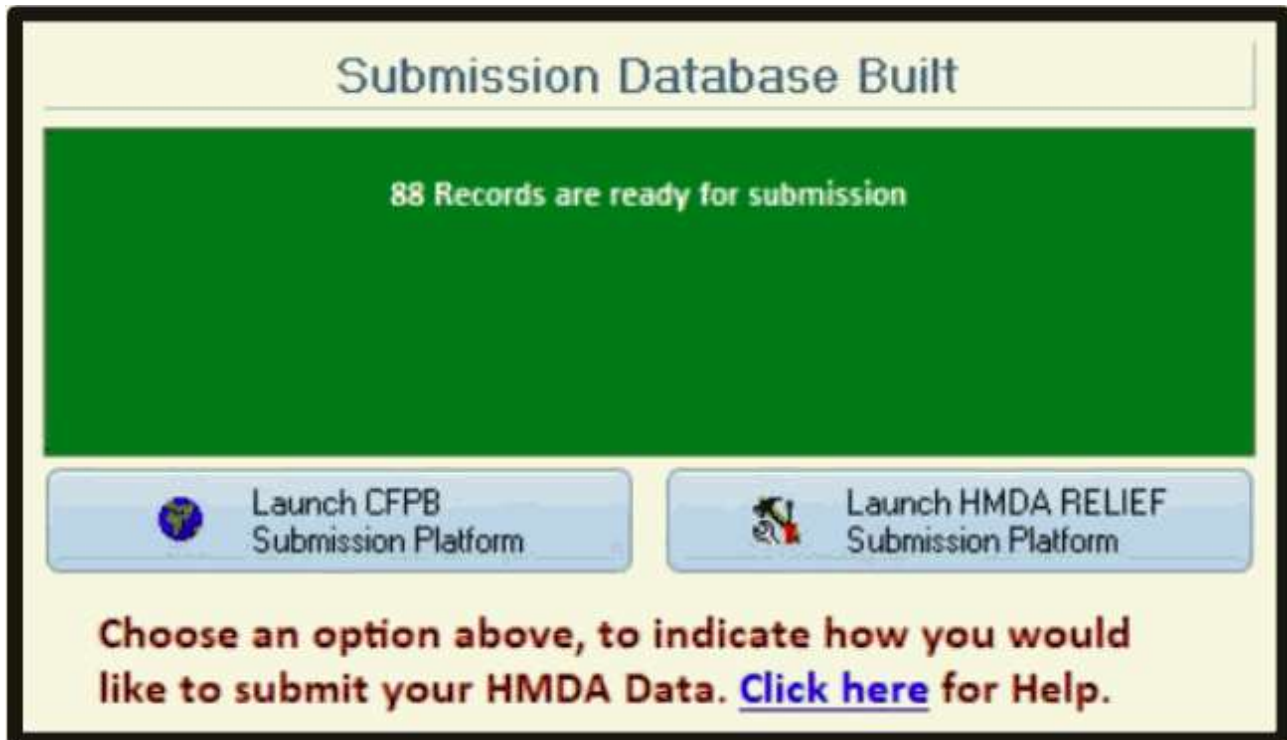 Submission Database Built
88 Records are ready for submission
Launch CFPB
Submission Platform
Launch HMDA RELIEF
Submission Platform
Choose an option above, to indicate how you would
like to submit your HMDA Data. Click here for Help.